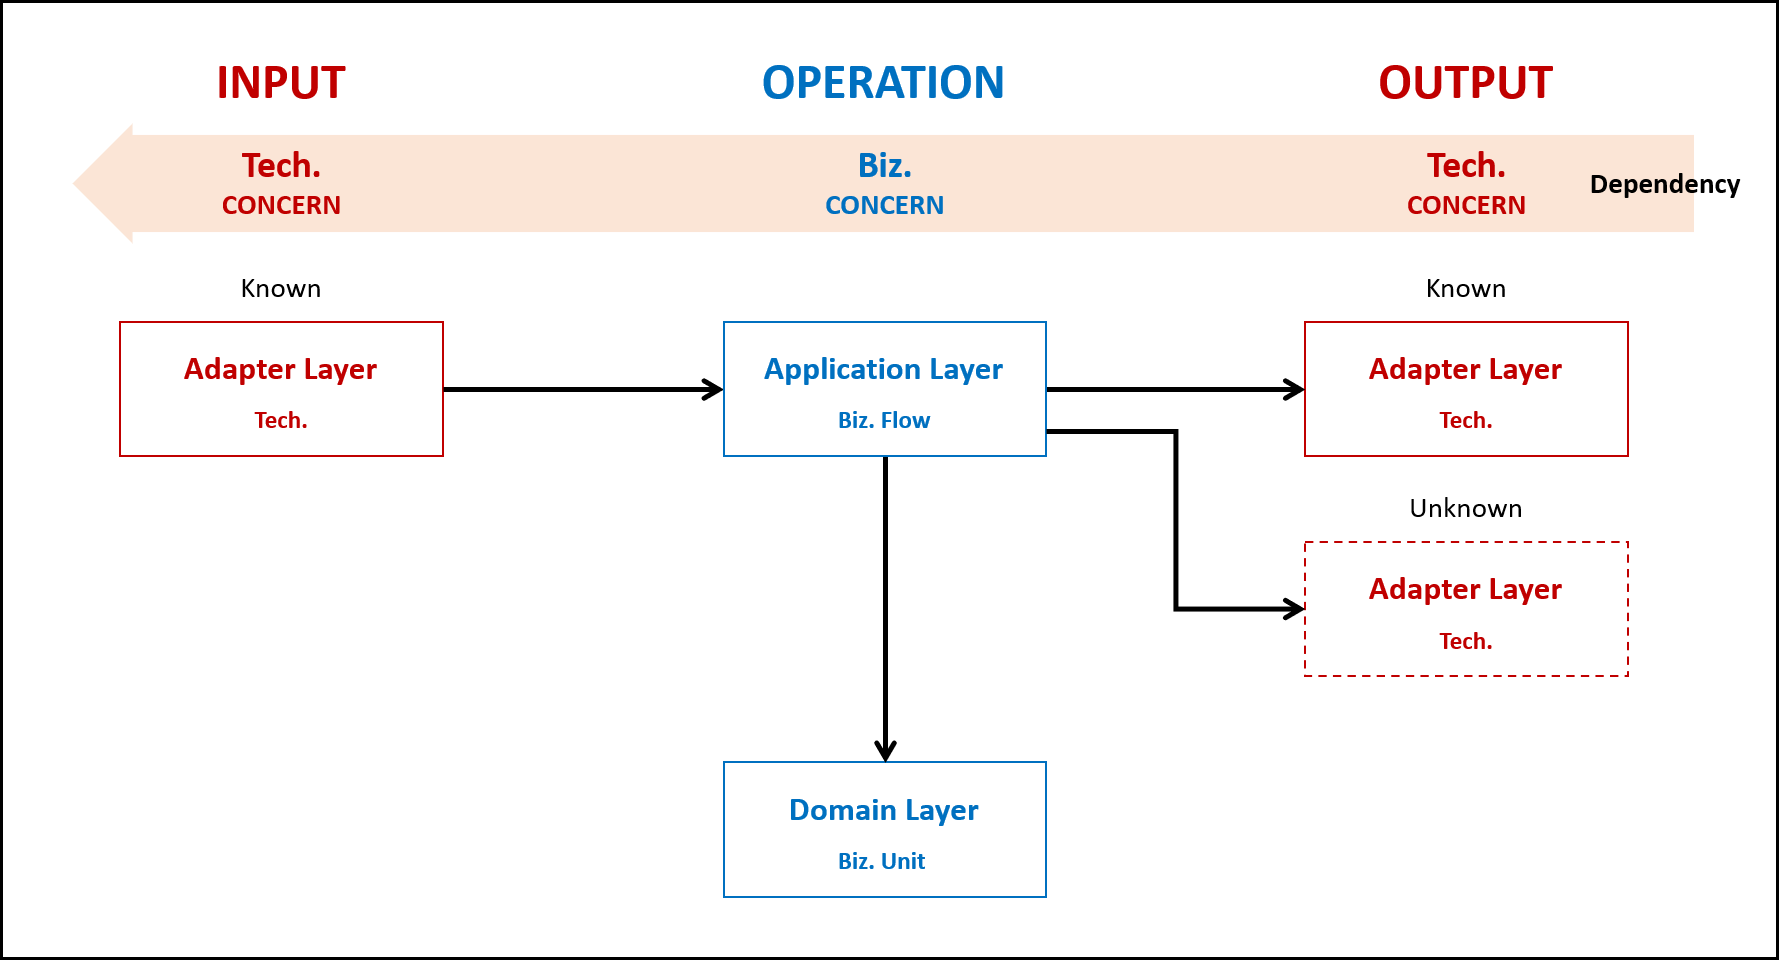 INPUT
OPERATION
OUTPUT
Tech.
CONCERN
Biz.
CONCERN
Tech.
CONCERN
Dependency
Known
Known
Adapter Layer
Tech.
Application Layer
Biz. Flow
Adapter Layer
Tech.
Unknown
Adapter Layer
Tech.
Domain Layer
Biz. Unit